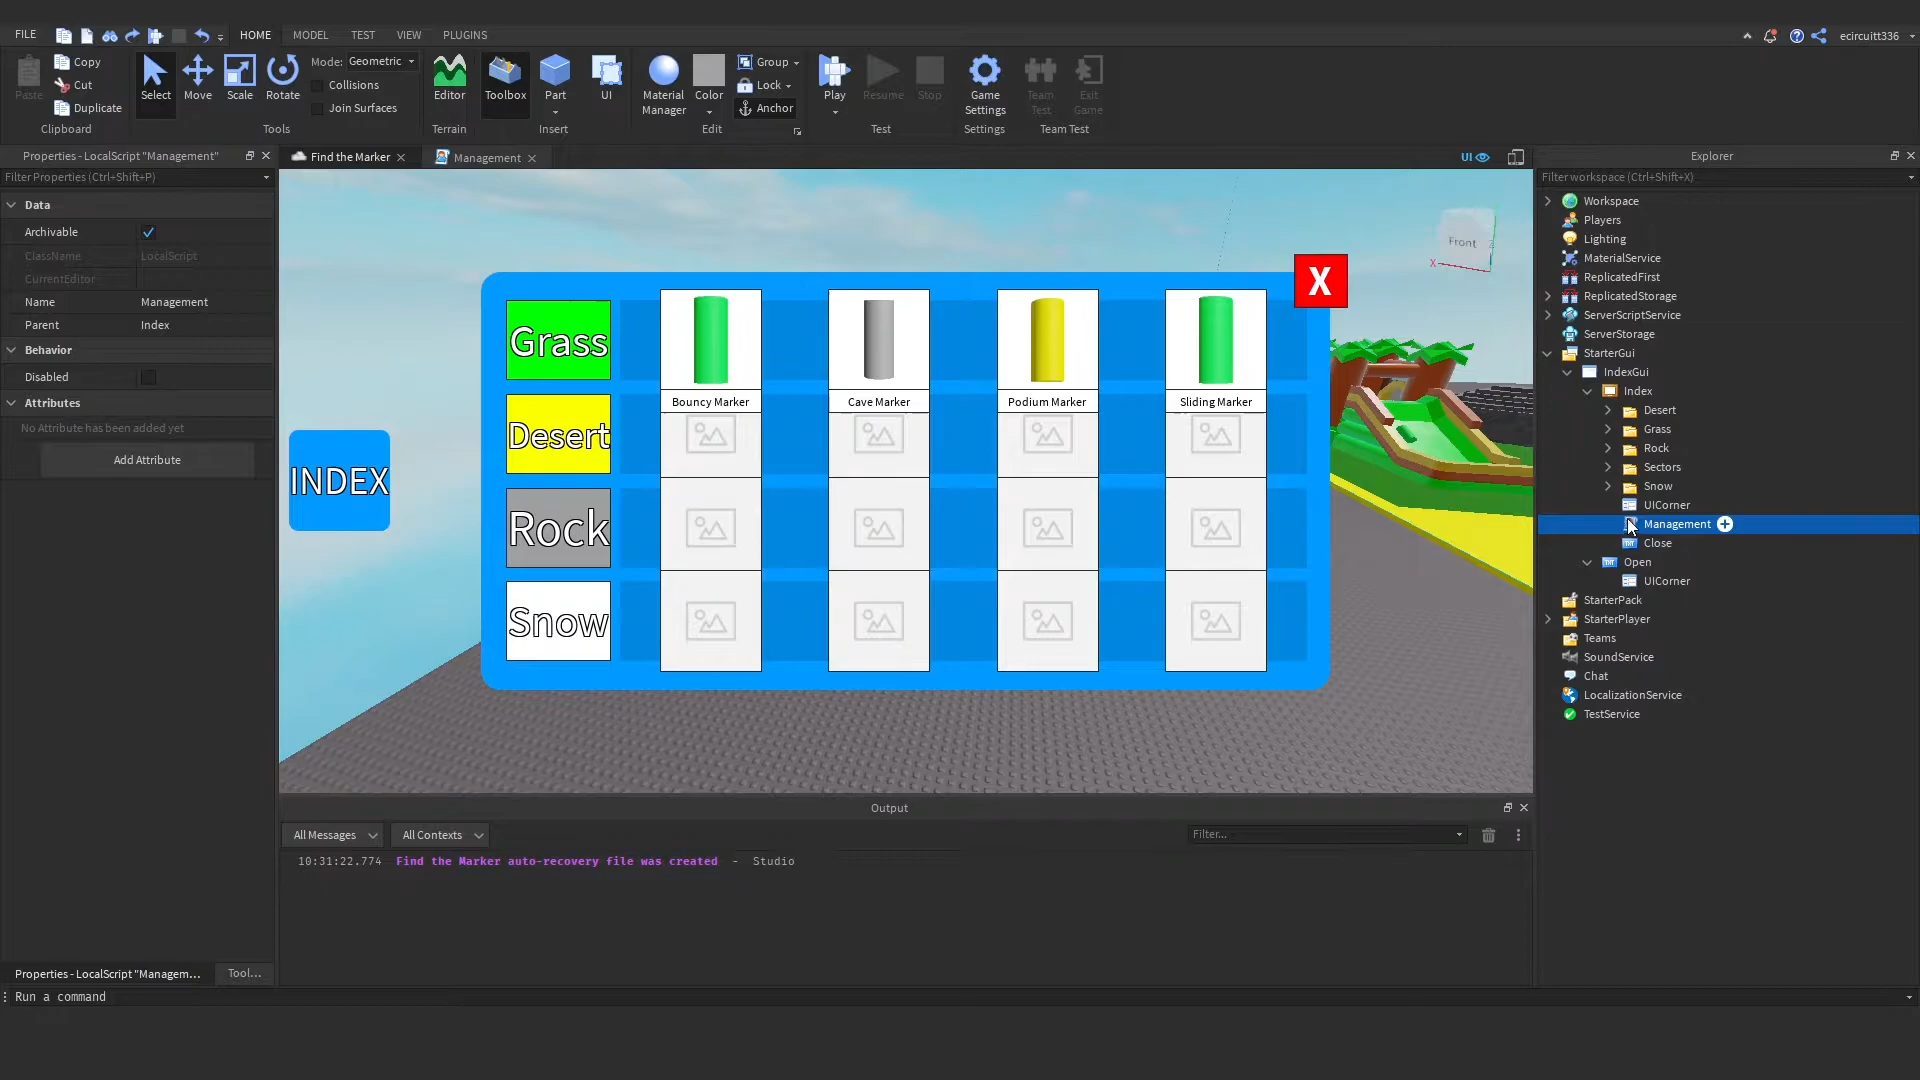 FILE
HOME
MODEL
TEST
VIEW
PLUGINS
ecircuitt336
Paste
Copy
Cut
Duplicate
Clipboard
Select
Move
Scale
Rotate
Mode: Geometric
Collisions
Join Surfaces
Tools
Editor
Terrain
Toolbox
Part
UI
Insert
Material
Manager
Color
Group
Lock
Anchor
Edit
Play
Resume
Stop
Test
Game
Settings
Settings
Team
Test
Exit
Game
Team Test
Properties - LocalScript "Management"
Filter Properties (Ctrl+Shift+P)
Data
Archivable
ClassName LocalScript
CurrentEditor
Name Management
Parent Index
Behavior
Disabled
Attributes
No Attribute has been added yet
Add Attribute
Properties - LocalScript "Managem...
Tool...
Find the Marker
Management
UI
Front
X
Z
X
INDEX
Grass
Desert
Rock
Snow
Bouncy Marker
Cave Marker
Podium Marker
Sliding Marker
Output
All Messages
All Contexts
Filter...
10:31:22.774 Find the Marker auto-recovery file was created - Studio
Run a command
Explorer
Filter workspace (Ctrl+Shift+X)
Workspace
Players
Lighting
MaterialService
ReplicatedFirst
ReplicatedStorage
ServerScriptService
ServerStorage
StarterGui
IndexGui
Index
Desert
Grass
Rock
Sectors
Snow
UICorner
Management
TXT Close
TXT Open
UICorner
StarterPack
StarterPlayer
Teams
SoundService
Chat
LocalizationService
TestService